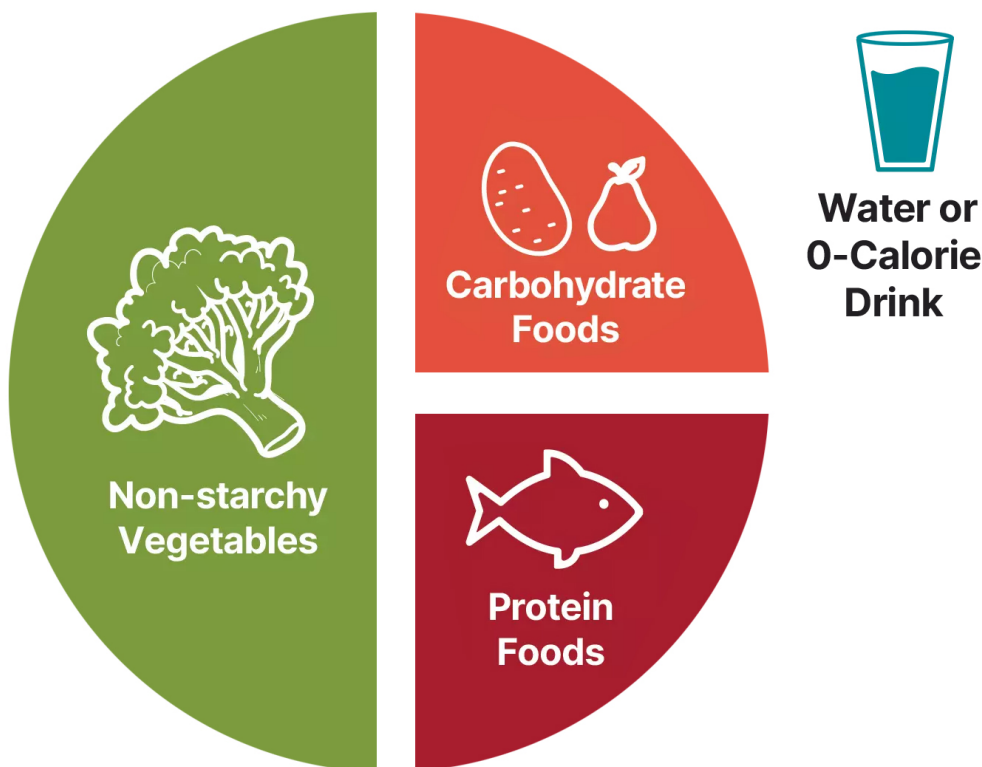 Non-starchy
Vegetables
Carbohydrate
Foods
Protein
Foods
Water or
0-Calorie
Drink